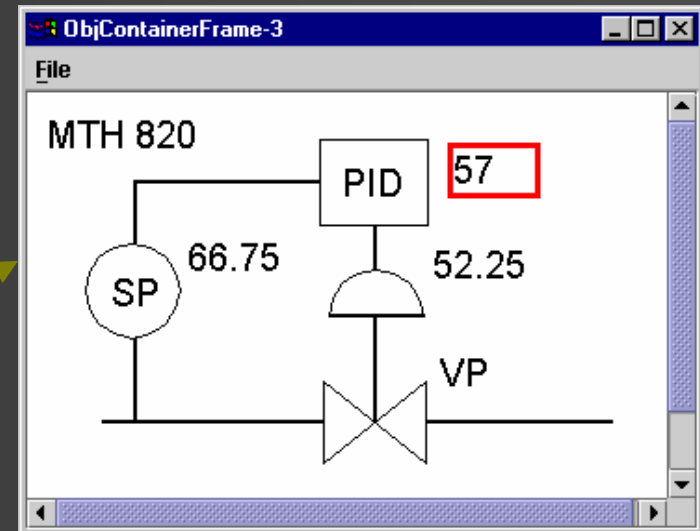 ObjContainerFrame-3
File
MTH 820
PID
57
66.75
52.25
SP
VP